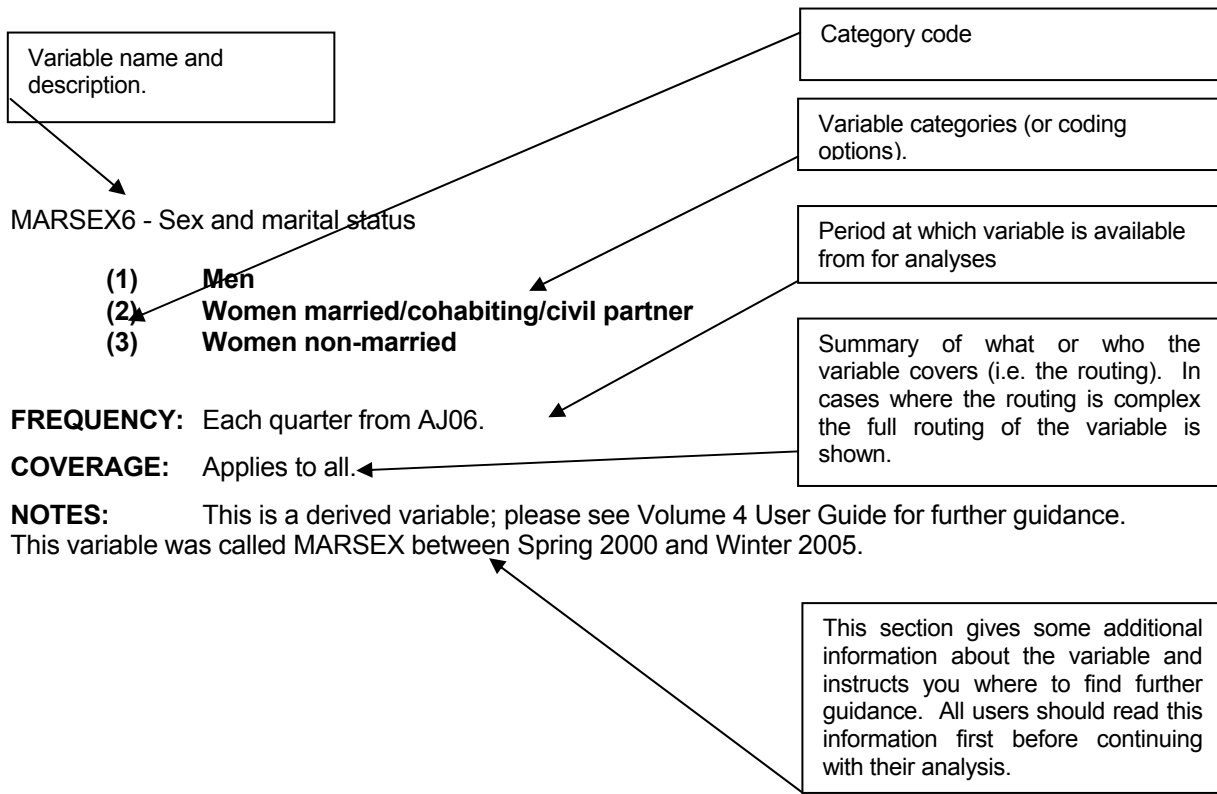 Variable name and
description.
Category code
Variable categories (or coding
options).
MARSEX6 - Sex and marital status
Period at which variable is available
from for analyses
(1) Men
(2) Women married/cohabiting/civil partner
(3) Women non-married
Summary of what or who the
variable covers (i.e. the routing). In
cases where the routing is complex
the full routing of the variable is
shown.
FREQUENCY: Each quarter from AJ06.
COVERAGE: Applies to all.
NOTES: This is a derived variable; please see Volume 4 User Guide for further guidance.
This variable was called MARSEX between Spring 2000 and Winter 2005.
This section gives some additional
information about the variable and
instructs you where to find further
guidance. All users should read this
information first before continuing
with their analysis.